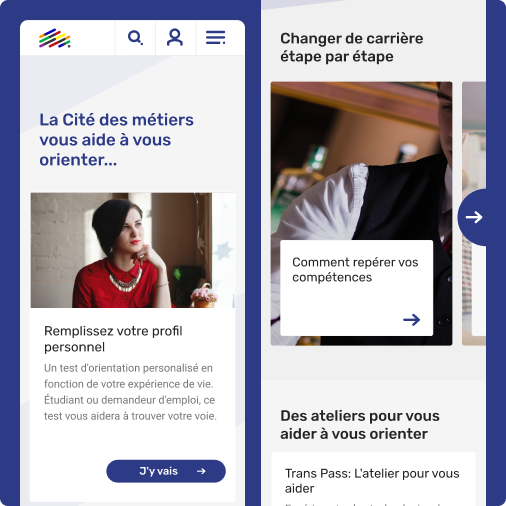 La Cité des métiers
vous aide à vous
orienter...
Remplissez votre profil
personnel
Un test d'orientation personalisé en
fonction de votre expérience de vie.
Étudiant ou demandeur d'emploi, ce
test vous aidera à trouver votre voie.
J'y vais
Changer de carrière
étape par étape
Comment repérer vos
compétences
Des ateliers pour vous
aider à vous orienter
Trans Pass: L'atelier pour vous
aider